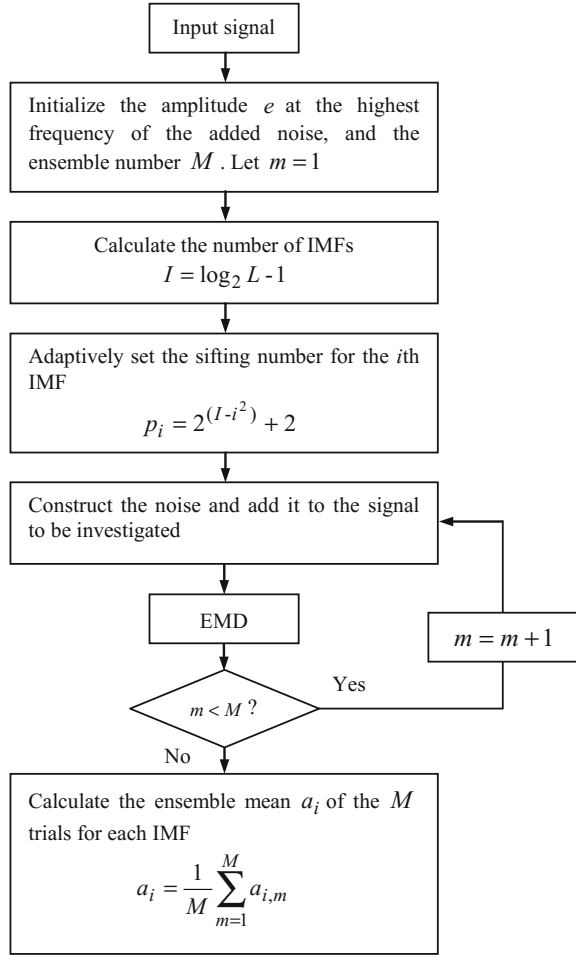 Input signal
Initialize the amplitude e at the highest
frequency of the added noise, and the
ensemble number M . Let m = 1
Calculate the number of IMFs
I = log₂ L - 1
Adaptively set the sifting number for the ith
IMF
pᵢ = 2^(I-i²) + 2
Construct the noise and add it to the signal
to be investigated
EMD
m = m + 1
m < M ?
Yes
No
Calculate the ensemble mean aᵢ of the M
trials for each IMF
aᵢ = 1/M ∑_{m=1}^{M} a_{i,m}